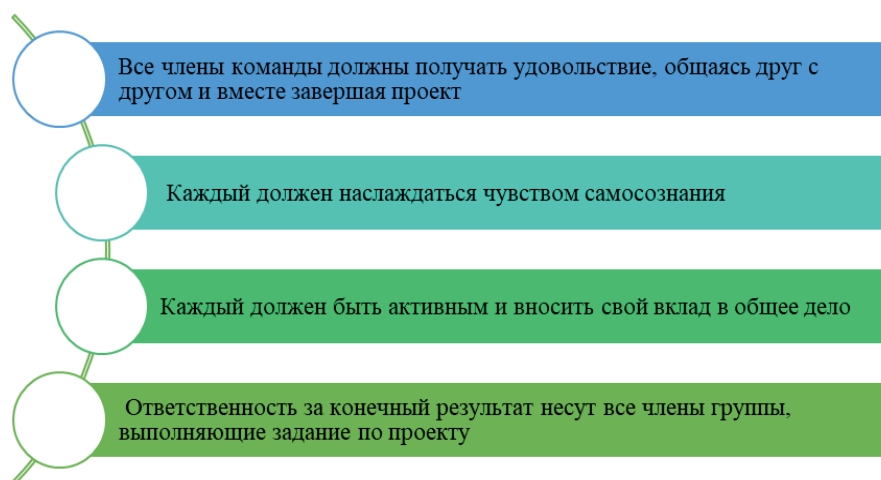 Все члены команды должны получать удовольствие, общаясь друг с
другом и вместе завершая проект
Каждый должен наслаждаться чувством самосознания
Каждый должен быть активным и вносить свой вклад в общее дело
Ответственность за конечный результат несут все члены группы,
выполняющие задание по проекту